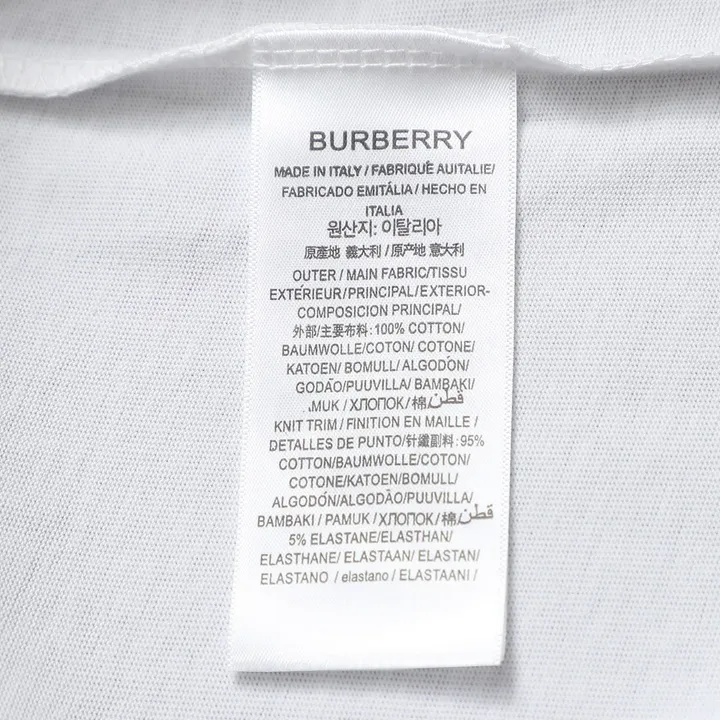 BURBERRY
MADE IN ITALY / FABRIQUÉ AUITALIE/
FABRICADO EMITÁLIA / HECHO EN
ITALIA
원산지: 이탈리아
原產地 義大利 / 原产地 意大利
OUTER / MAIN FABRIC/TISSU
EXTÉRIEUR/PRINCIPAL/EXTERIOR-
COMPOSICION PRINCIPAL/
外部/主要布料:100% COTTON/
BAUMWOLLE/COTON/ COTONE/
KATOEN/ BOMULL/ ALGODÓN/
GODÃO/PUUVILLA/ BAMBAKI/
.MUK / ХЛОПОК/棉/قطن
KNIT TRIM / FINITION EN MAILLE /
DETALLES DE PUNTO/針織副料:95%
COTTON/BAUMWOLLE/COTON/
COTONE/KATOEN/BOMULL/
ALGODÓN/ALGODÃO/PUUVILLA/
BAMBAKI / PAMUK / ХЛОПОК/棉/قطن
5% ELASTANE/ELASTHAN/
ELASTHANE/ ELASTAAN/ ELASTAN/
ELASTANO / elastano / ELASTAANI /